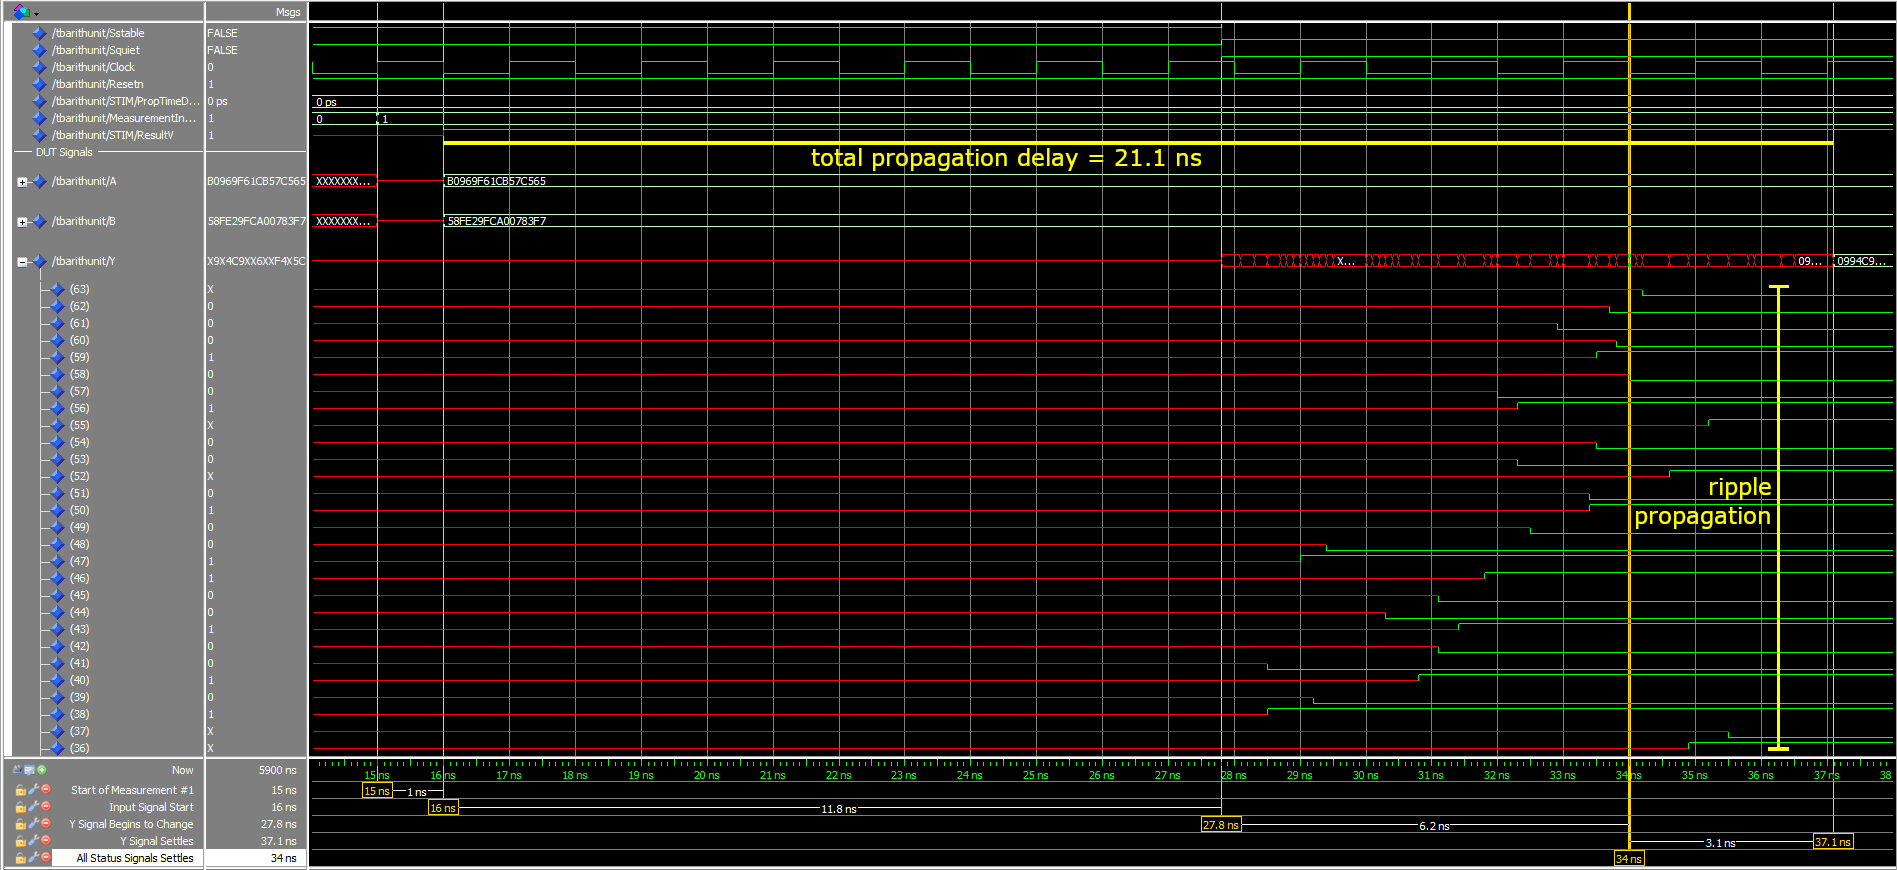 Msgs
/tbarithunit/Sstable FALSE
/tbarithunit/Squiet FALSE
/tbarithunit/Clock 0
/tbarithunit/Resetn 1
/tbarithunit/STIM/PropTimeD... 0 ps 0 ps
/tbarithunit/MeasurementIn... 1 0 1
/tbarithunit/STIM/ResultV 1
DUT Signals
total propagation delay = 21.1 ns
/tbarithunit/A B0969F61CB57C565 XXXXXXX... B0969F61CB57C565
/tbarithunit/B 58FE29FCA00783F7 XXXXXXX... 58FE29FCA00783F7
/tbarithunit/Y X9X4C9XX6XXF4X5C X... 09... 0994C9...
(63) X
(62) 0
(61) 0
(60) 0
(59) 1
(58) 0
(57) 0
(56) 1
(55) X
(54) 0
(53) 0
(52) X
(51) 0
(50) 1
(49) 0
(48) 0
(47) 1
(46) 1
(45) 0
(44) 0
(43) 1
(42) 0
(41) 0
(40) 1
(39) 0
(38) 1
(37) X
(36) X
ripple
propagation
Now 5900 ns 15 ns 16 ns 17 ns 18 ns 19 ns 20 ns 21 ns 22 ns 23 ns 24 ns 25 ns 26 ns 27 ns 28 ns 29 ns 30 ns 31 ns 32 ns 33 ns 34 ns 35 ns 36 ns 37 ns 38
Start of Measurement #1 15 ns 15 ns 1 ns
Input Signal Start 16 ns 16 ns 11.8 ns
Y Signal Begins to Change 27.8 ns 27.8 ns 6.2 ns
Y Signal Settles 37.1 ns 3.1 ns 37.1 ns
All Status Signals Settles 34 ns 34 ns